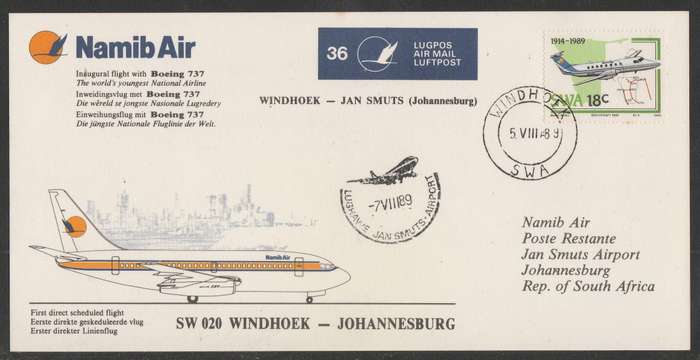 Namib Air
Inaugural flight with Boeing 737
The world's youngest National Airline
Inwydingsvlug met Boeing 737
Die wêreld se jongste Nasionale Lugredery
Einweihungsflug mit Boeing 737
Die jüngste Nationale Fluglinie der Welt.
36
LUGPOS
AIR MAIL
LUFTPOST
WINDHOEK – JAN SMUTS (Johannesburg)
1914-1989
SWA 18c
WINDHOEK
5.VIII.89
SWA
-7VIII89
LUGHAWE JAN SMUTS AIRPORT
Namib Air
Poste Restante
Jan Smuts Airport
Johannesburg
Rep. of South Africa
Namib Air
First direct scheduled flight
Eerste direkte geskeduleerde vlug
Erster direkter Linienflug
SW 020 WINDHOEK – JOHANNESBURG